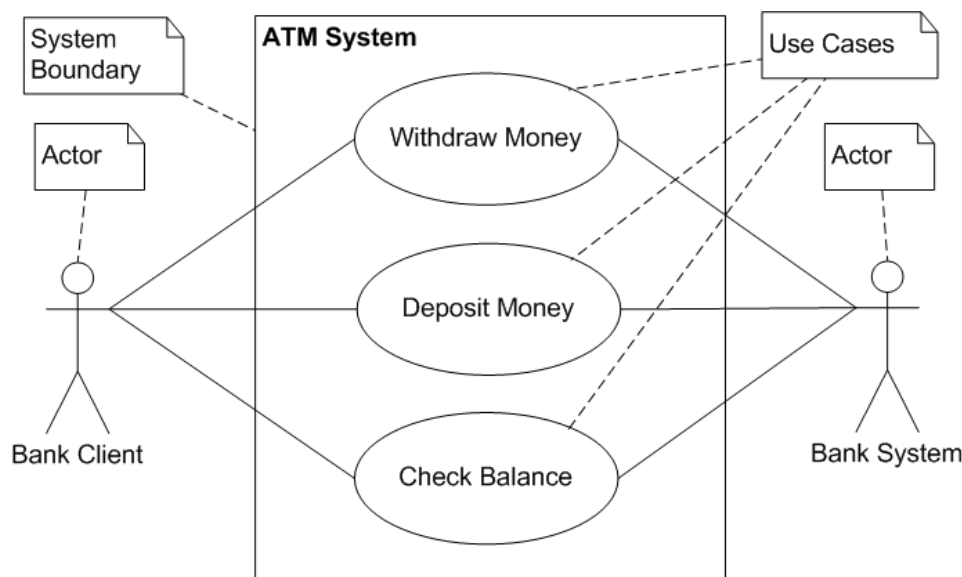 System
Boundary
ATM System
Use Cases
Actor
Withdraw Money
Actor
Deposit Money
Bank Client
Bank System
Check Balance